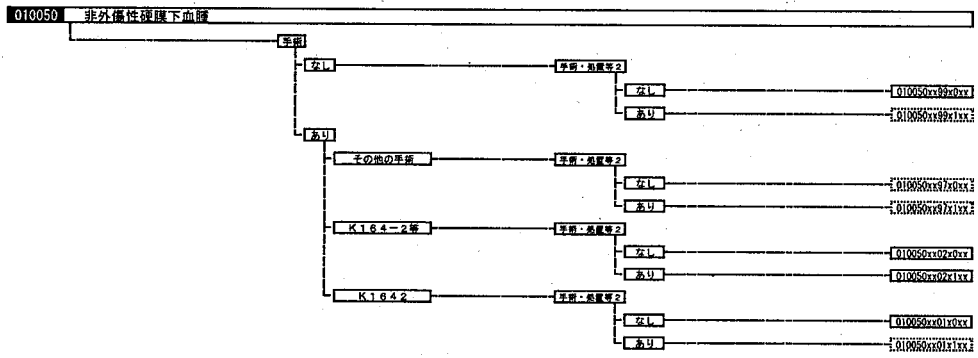 010050 非外傷性硬膜下血腫
手術
なし 手術・処置等2
なし 010050xx99x0xx
あり 010050xx99x1xx
あり
その他の手術 手術・処置等2
なし 010050xx97x0xx
あり 010050xx97x1xx
K164-2等 手術・処置等2
なし 010050xx02x0xx
あり 010050xx02x1xx
K1642 手術・処置等2
なし 010050xx01x0xx
あり 010050xx01x1xx